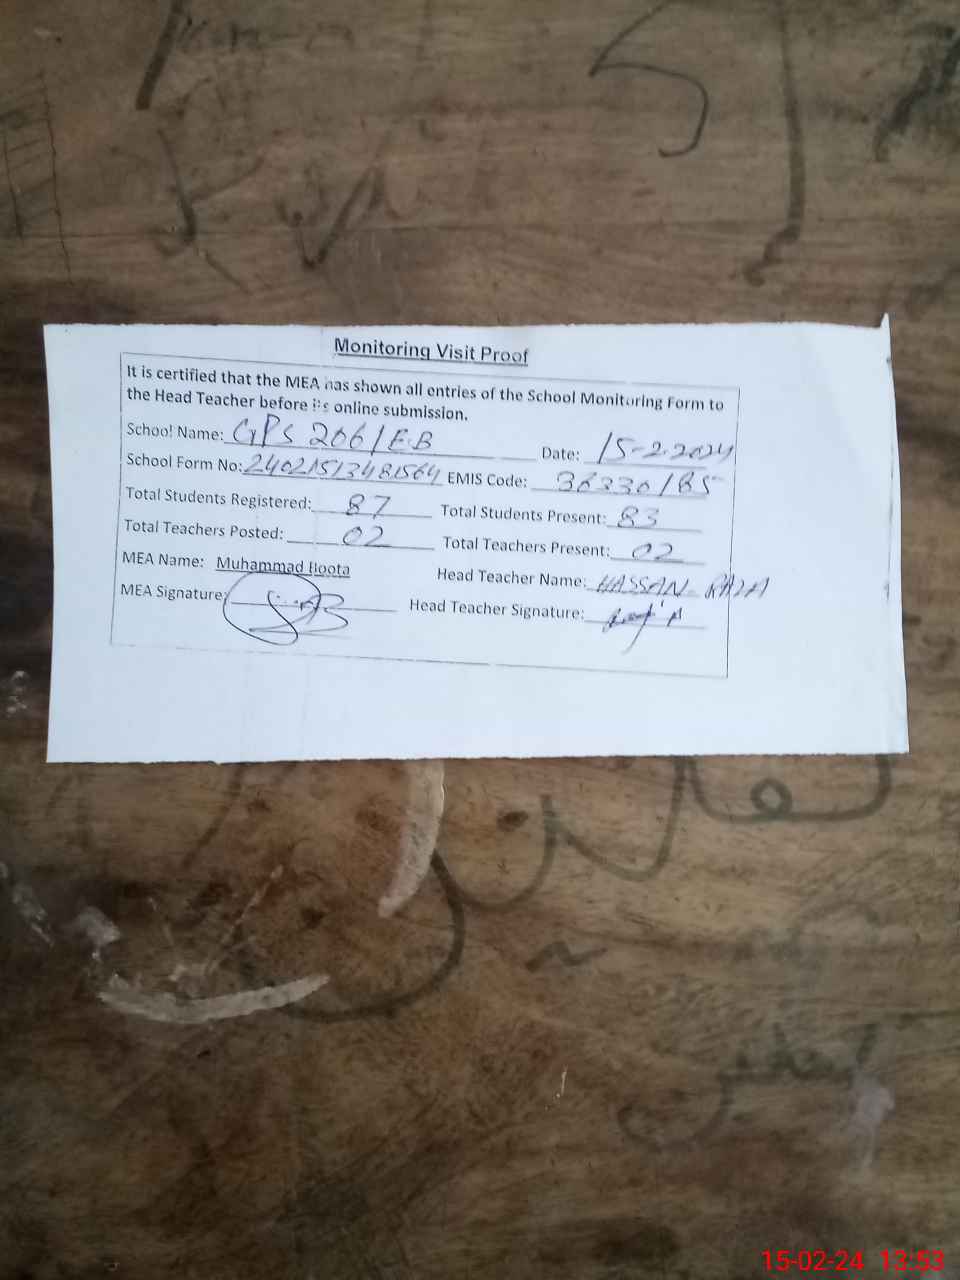 Monitoring Visit Proof
It is certified that the MEA has shown all entries of the School Monitoring Form to
the Head Teacher before its online submission.
School Name: GPS 206/E.B Date: 15-2-2024
School Form No: 24021513481564 EMIS Code: 36330185
Total Students Registered: 87 Total Students Present: 83
Total Teachers Posted: 02 Total Teachers Present: 02
MEA Name: Muhammad Boota Head Teacher Name: HASSAN RAZA
MEA Signature: Head Teacher Signature:
15-02-24 13:53